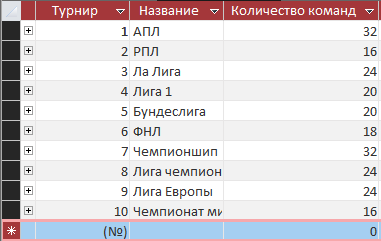 Турнир Название Количество команд
1 АПЛ 32
2 РПЛ 16
3 Ла Лига 24
4 Лига 1 20
5 Бундеслига 20
6 ФНЛ 18
7 Чемпионшип 32
8 Лига чемпион 24
9 Лига Европы 24
10 Чемпионат ми 16
(№) 0